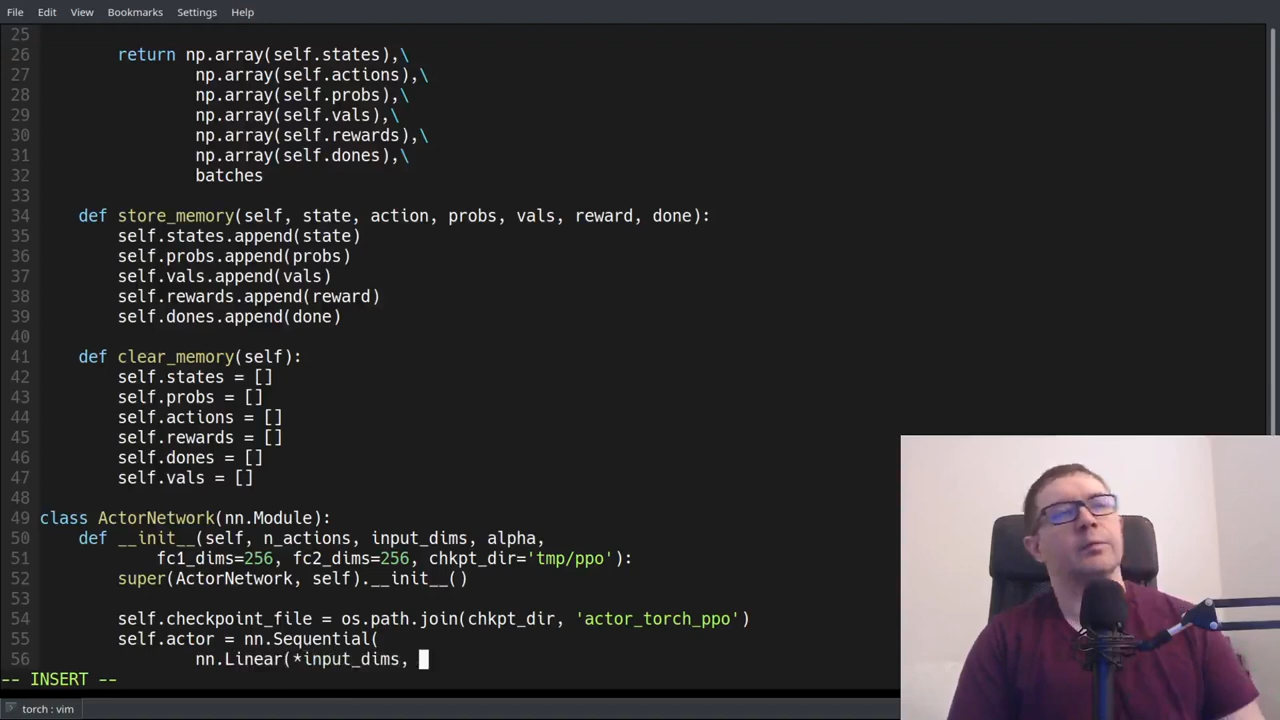 File Edit View Bookmarks Settings Help
25
26 return np.array(self.states),\
27 np.array(self.actions),\
28 np.array(self.probs),\
29 np.array(self.vals),\
30 np.array(self.rewards),\
31 np.array(self.dones),\
32 batches
33
34 def store_memory(self, state, action, probs, vals, reward, done):
35 self.states.append(state)
36 self.probs.append(probs)
37 self.vals.append(vals)
38 self.rewards.append(reward)
39 self.dones.append(done)
40
41 def clear_memory(self):
42 self.states = []
43 self.probs = []
44 self.actions = []
45 self.rewards = []
46 self.dones = []
47 self.vals = []
48
49 class ActorNetwork(nn.Module):
50 def __init__(self, n_actions, input_dims, alpha,
51 fc1_dims=256, fc2_dims=256, chkpt_dir='tmp/ppo'):
52 super(ActorNetwork, self).__init__()
53
54 self.checkpoint_file = os.path.join(chkpt_dir, 'actor_torch_ppo')
55 self.actor = nn.Sequential(
56 nn.Linear(*input_dims,
-- INSERT --
torch : vim